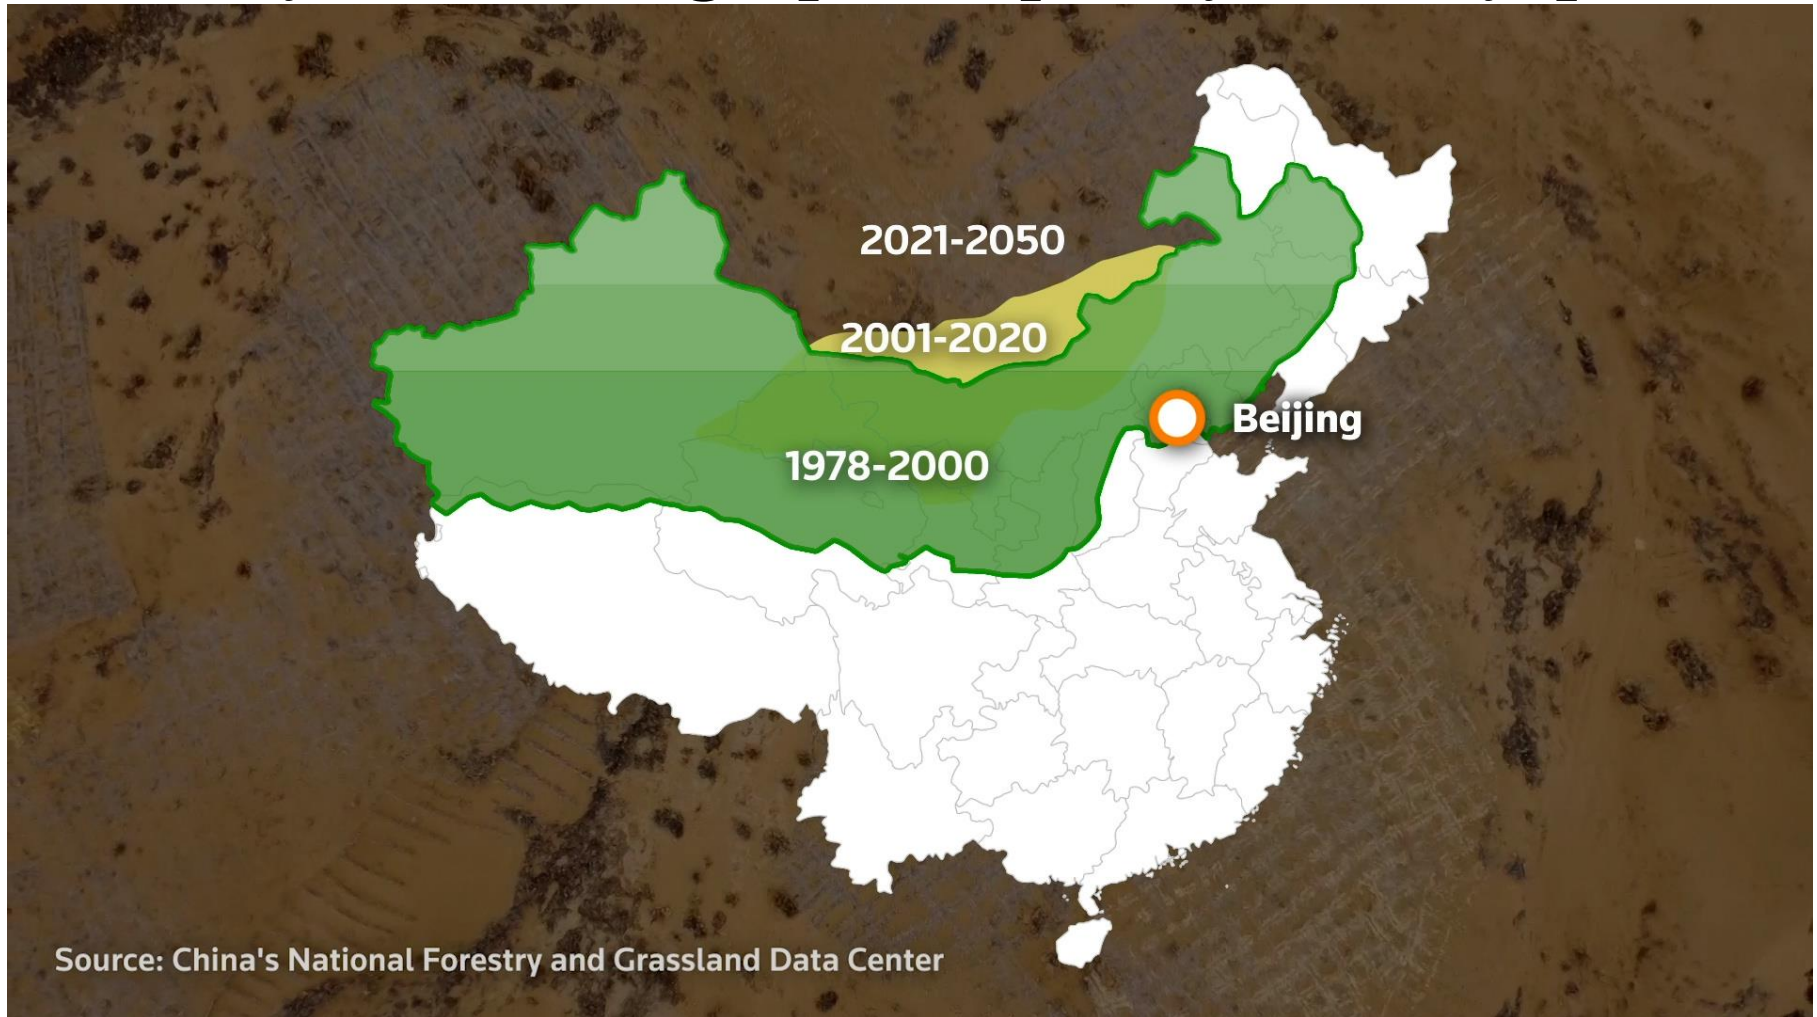 2021-2050
2001-2020
Beijing
1978-2000
Source: China's National Forestry and Grassland Data Center